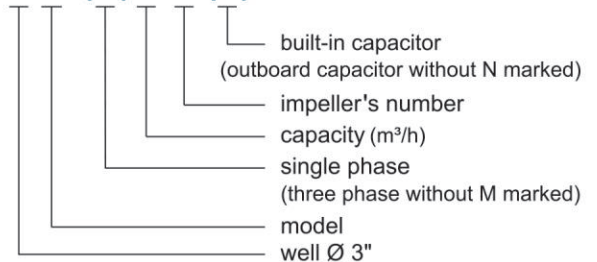 built-in capacitor
(outboard capacitor without N marked)
impeller's number
capacity (m³/h)
single phase
(three phase without M marked)
model
well Ø 3"